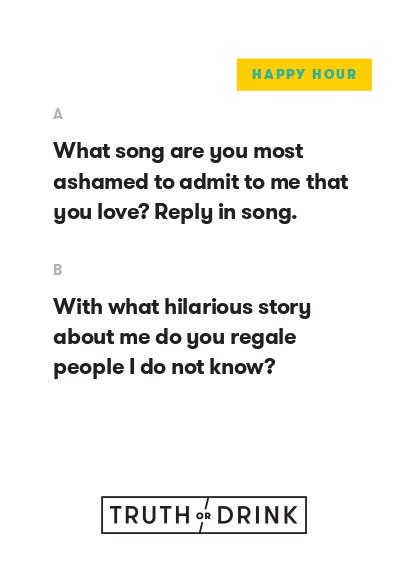 HAPPY HOUR
A
What song are you most
ashamed to admit to me that
you love? Reply in song.
B
With what hilarious story
about me do you regale
people I do not know?
TRUTH OR DRINK